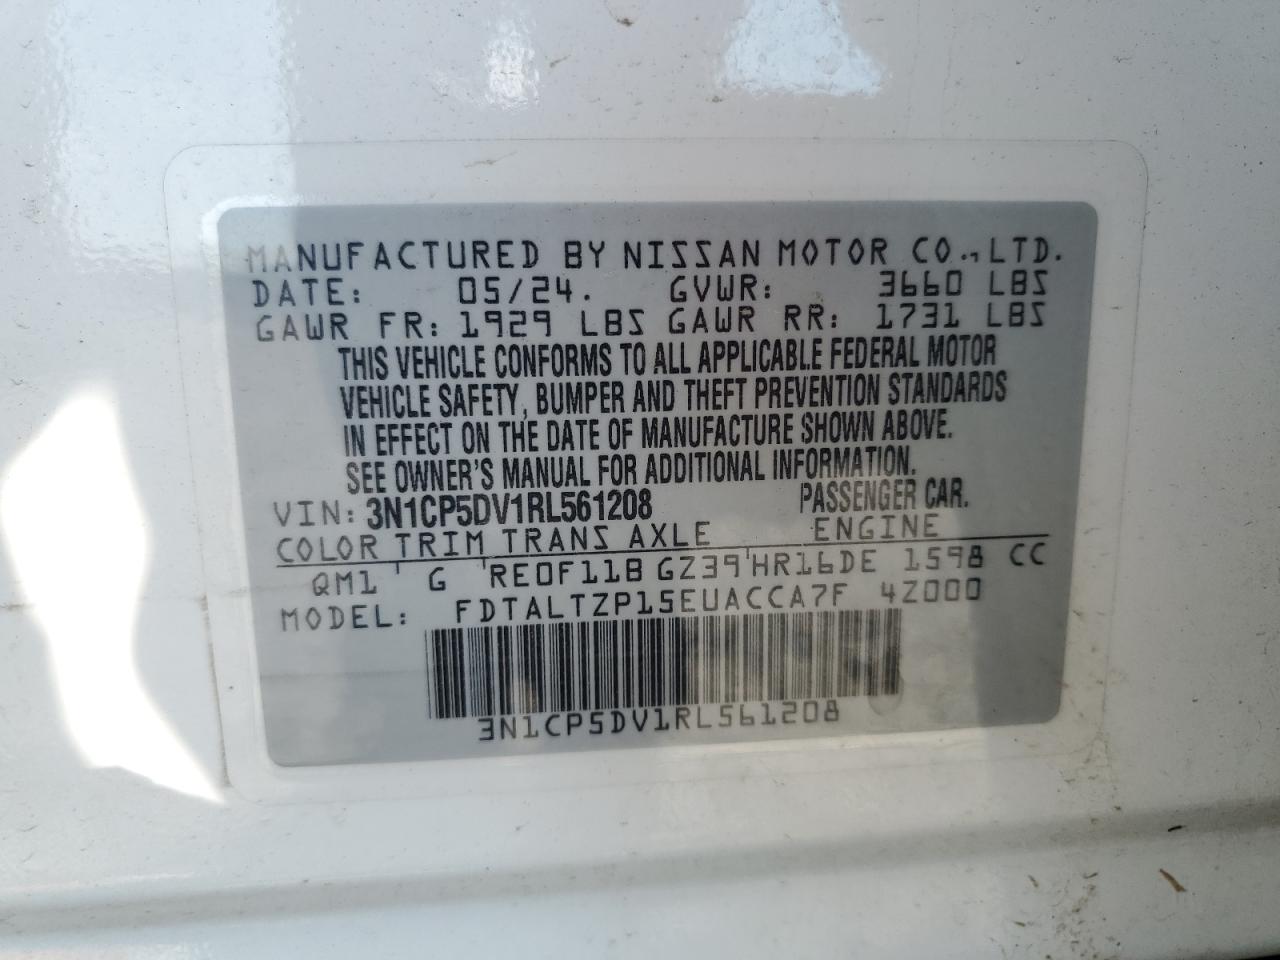 MANUFACTURED BY NISSAN MOTOR CO., LTD.
DATE: 05/24. GVWR: 3660 LBS
GAWR FR: 1929 LBS GAWR RR: 1731 LBS
THIS VEHICLE CONFORMS TO ALL APPLICABLE FEDERAL MOTOR
VEHICLE SAFETY, BUMPER AND THEFT PREVENTION STANDARDS
IN EFFECT ON THE DATE OF MANUFACTURE SHOWN ABOVE.
SEE OWNER'S MANUAL FOR ADDITIONAL INFORMATION.
VIN: 3N1CP5DV1RL561208 PASSENGER CAR.
COLOR TRIM TRANS AXLE ENGINE
QM1 ' G ' RE0F11B GZ39 ' HR16DE 1598 CC
MODEL: FDTALTZP15EUACCA7F 4Z000
3N1CP5DV1RL561208